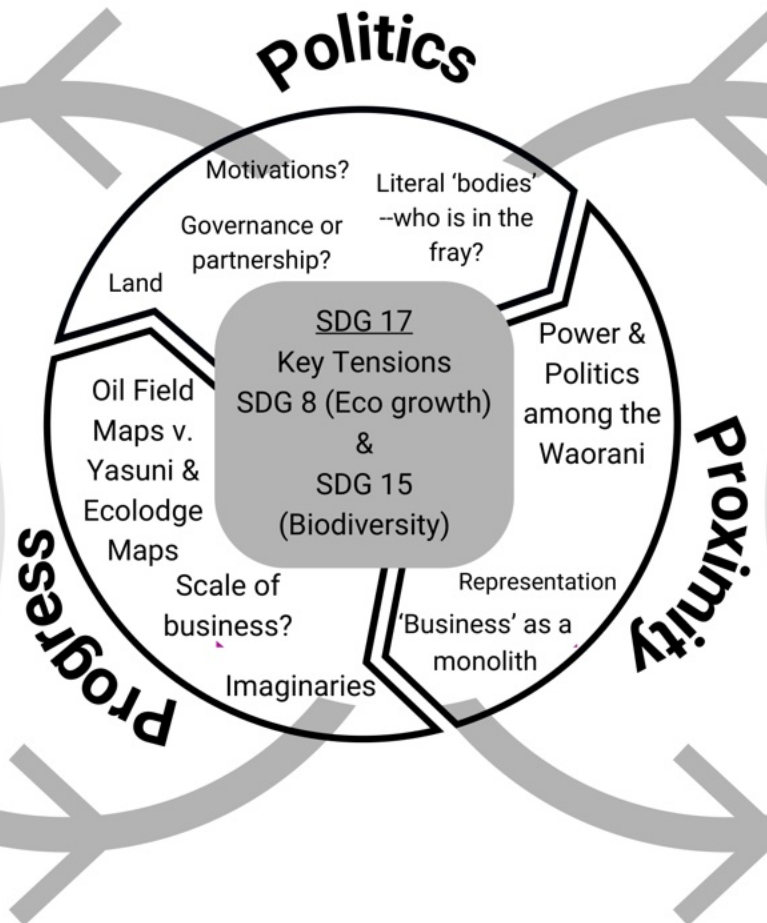 Politics
Motivations?
Literal ‘bodies’
--who is in the
fray?
Governance or
partnership?
Land
SDG 17
Key Tensions
SDG 8 (Eco growth)
&
SDG 15
(Biodiversity)
Power &
Politics
among the
Waorani
Proximity
Representation
‘Business’ as a
monolith
Oil Field
Maps v.
Yasuni &
Ecolodge
Maps
Scale of
business?
Imaginaries
Progress